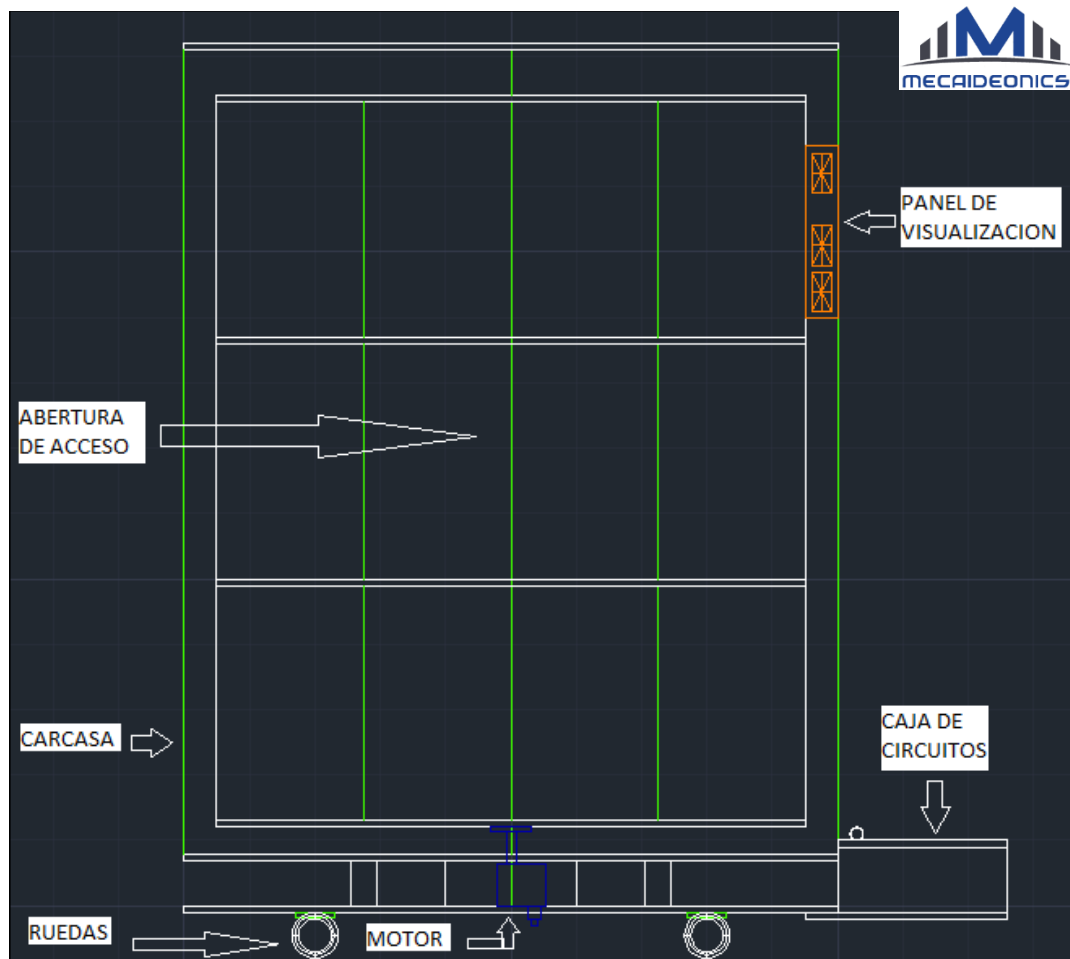 M
MECAIDEONICS
PANEL DE
VISUALIZACION
ABERTURA
DE ACCESO
CARCASA
CAJA DE
CIRCUITOS
RUEDAS
MOTOR